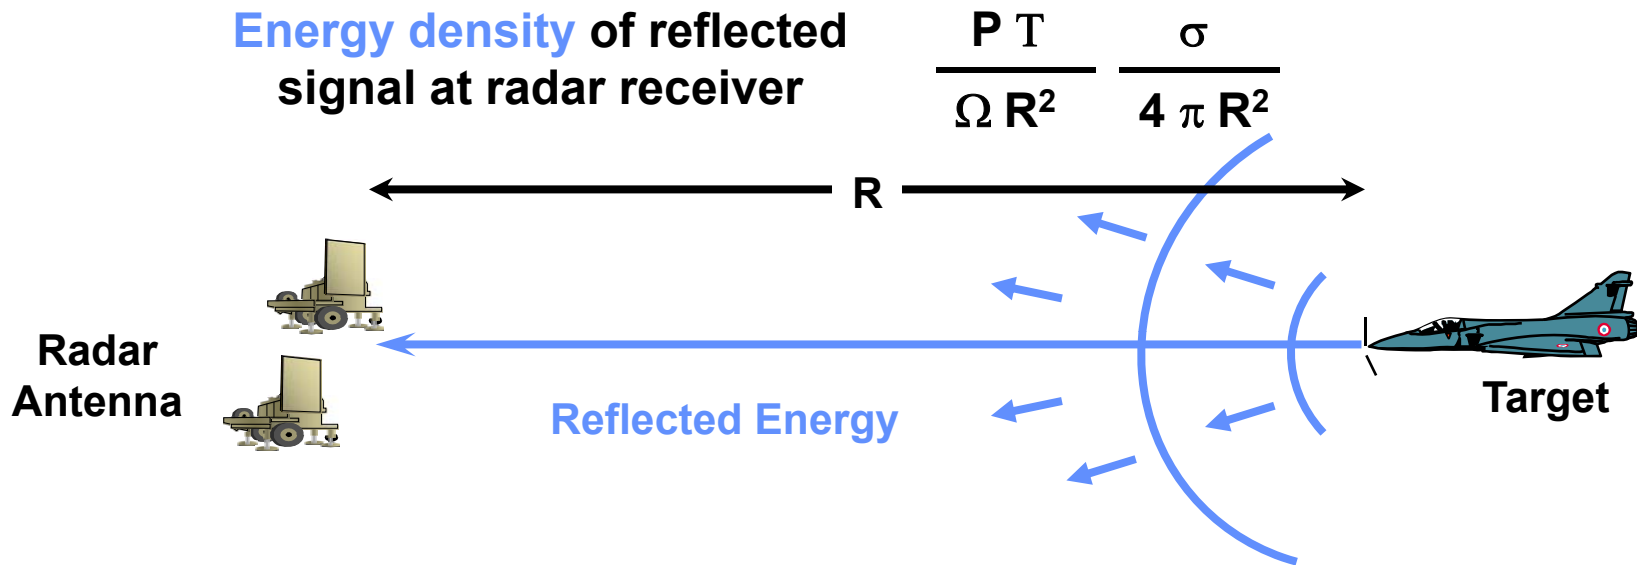 Energy density of reflected
signal at radar receiver
P Τ σ
Ω R² 4 π R²
R
Radar
Antenna
Reflected Energy
Target